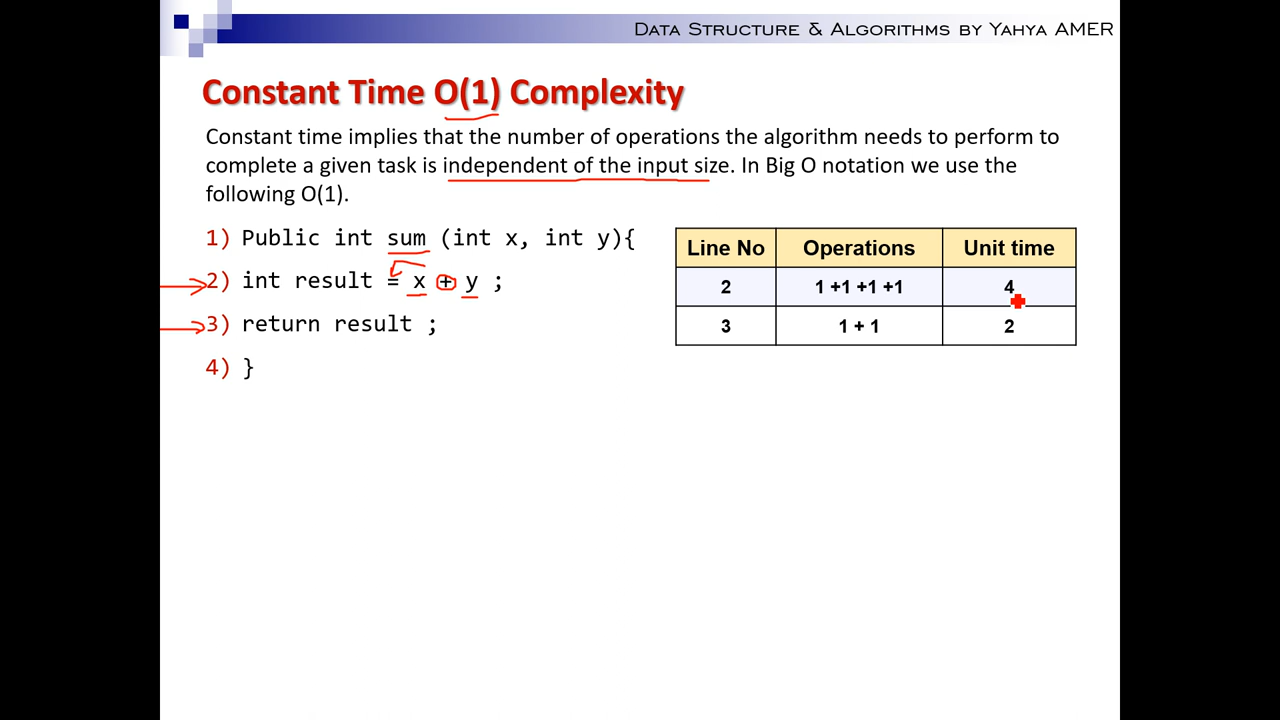 DATA STRUCTURE & ALGORITHMS BY YAHYA AMER
Constant Time O(1) Complexity
Constant time implies that the number of operations the algorithm needs to perform to
complete a given task is independent of the input size. In Big O notation we use the
following O(1).
1) Public int sum (int x, int y){
2) int result = x + y ;
3) return result ;
4) }
Line No Operations Unit time
2 1 +1 +1 +1 4
3 1 + 1 2